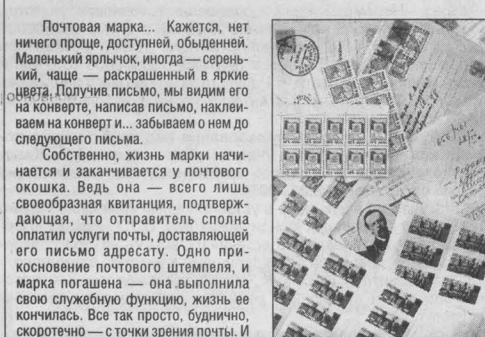 Почтовая марка... Кажется, нет
ничего проще, доступней, обыденней.
Маленький ярлычок, иногда — серень-
кий, чаще — раскрашенный в яркие
цвета. Получив письмо, мы видим его
на конверте, написав письмо, наклеи-
ваем на конверт и... забываем о нем до
следующего письма.
Собственно, жизнь марки начи-
нается и заканчивается у почтового
окошка. Ведь она — всего лишь
своеобразная квитанция, подтверж-
дающая, что отправитель сполна
оплатил услуги почты, доставляющей
его письмо адресату. Одно при-
косновение почтового штемпеля, и
марка погашена — она выполнила
свою служебную функцию, жизнь ее
кончилась. Все так просто, буднично,
скоротечно — с точки зрения почты. И